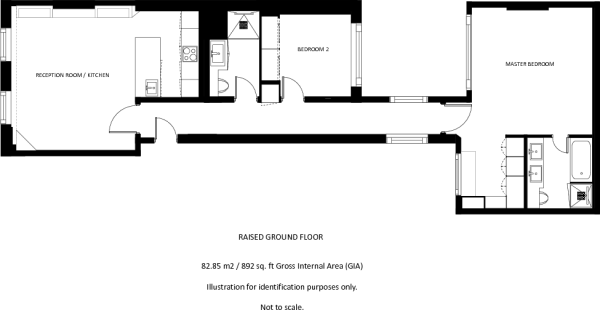 RECEPTION ROOM / KITCHEN
BEDROOM 2
MASTER BEDROOM
RAISED GROUND FLOOR
82.85 m2 / 892 sq. ft Gross Internal Area (GIA)
Illustration for identification purposes only.
Not to scale.